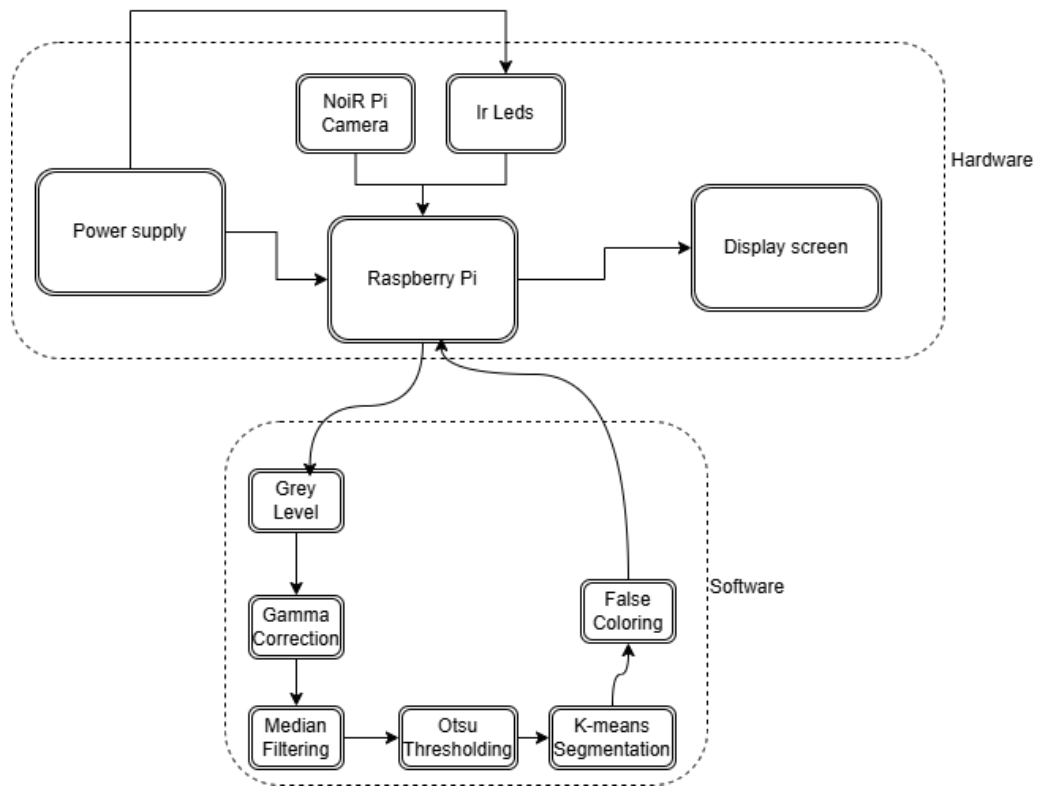 NoiR Pi
Camera
Ir Leds
Hardware
Power supply
Raspberry Pi
Display screen
Grey
Level
Software
Gamma
Correction
False
Coloring
Median
Filtering
Otsu
Thresholding
K-means
Segmentation